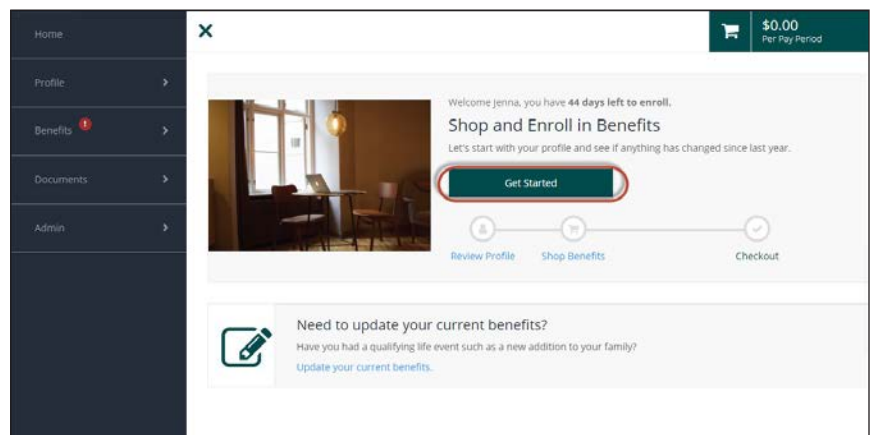 Home
Profile
Benefits !
Documents
Admin
$0.00
Per Pay Period
Welcome Jenna, you have 44 days left to enroll.
Shop and Enroll in Benefits
Let's start with your profile and see if anything has changed since last year.
Get Started
Review Profile
Shop Benefits
Checkout
Need to update your current benefits?
Have you had a qualifying life event such as a new addition to your family?
Update your current benefits.